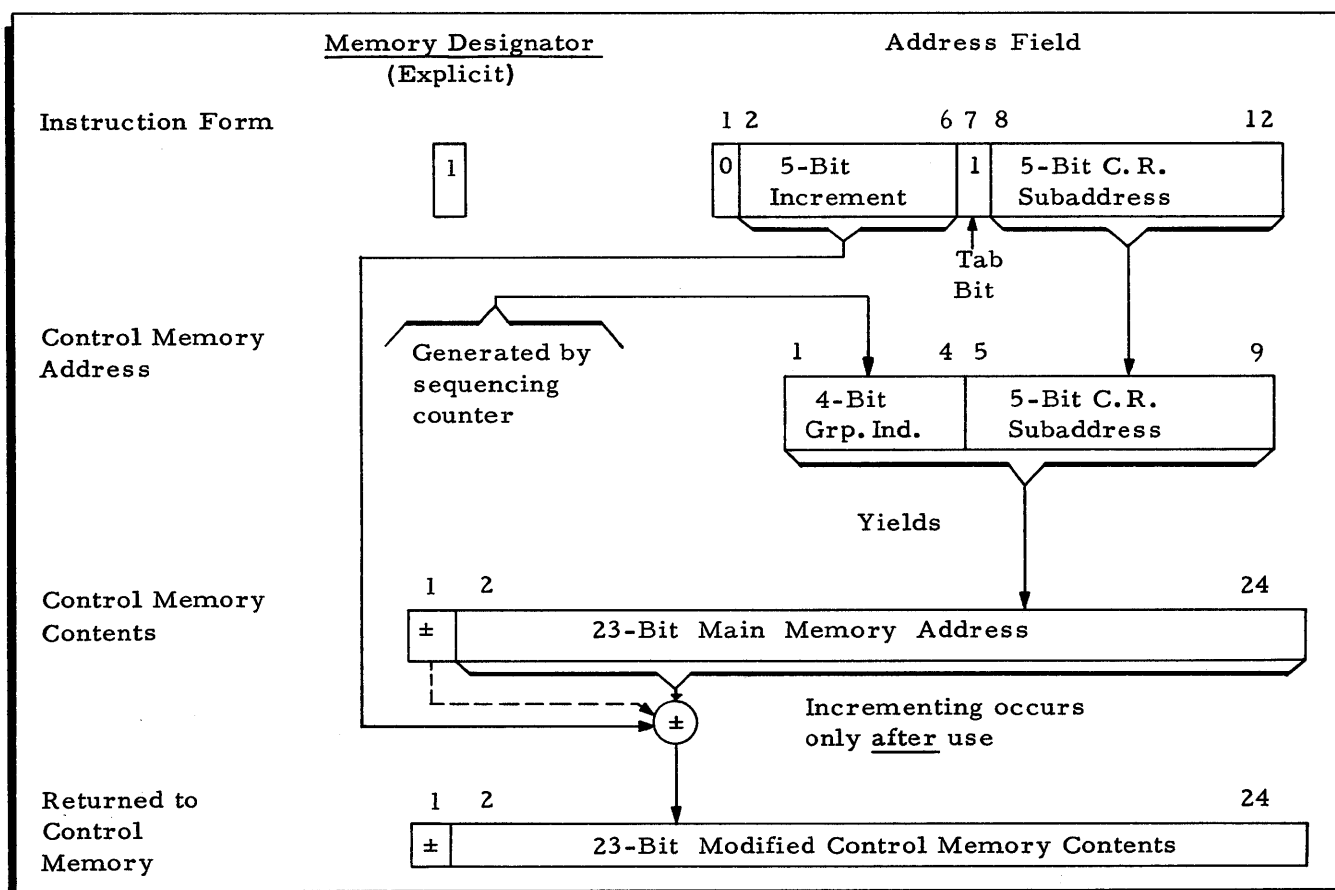 Memory Designator
(Explicit)
Address Field
Instruction Form
1 2 6 7 8 12
1
0
5-Bit
Increment
1
5-Bit C.R.
Subaddress
Tab
Bit
Control Memory
Address
Generated by
sequencing
counter
1 4 5 9
4-Bit
Grp. Ind.
5-Bit C.R.
Subaddress
Yields
Control Memory
Contents
1 2 24
± 23-Bit Main Memory Address
±
Incrementing occurs
only after use
Returned to
Control
Memory
1 2 24
± 23-Bit Modified Control Memory Contents